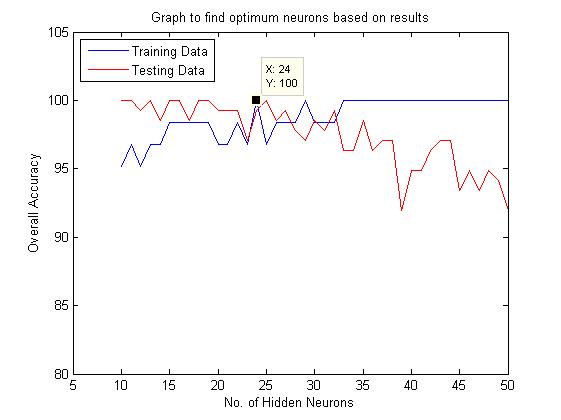 Graph to find optimum neurons based on results
105
Training Data
Testing Data
X: 24
Y: 100
100
95
90
85
80
Overall Accuracy
5 10 15 20 25 30 35 40 45 50
No. of Hidden Neurons